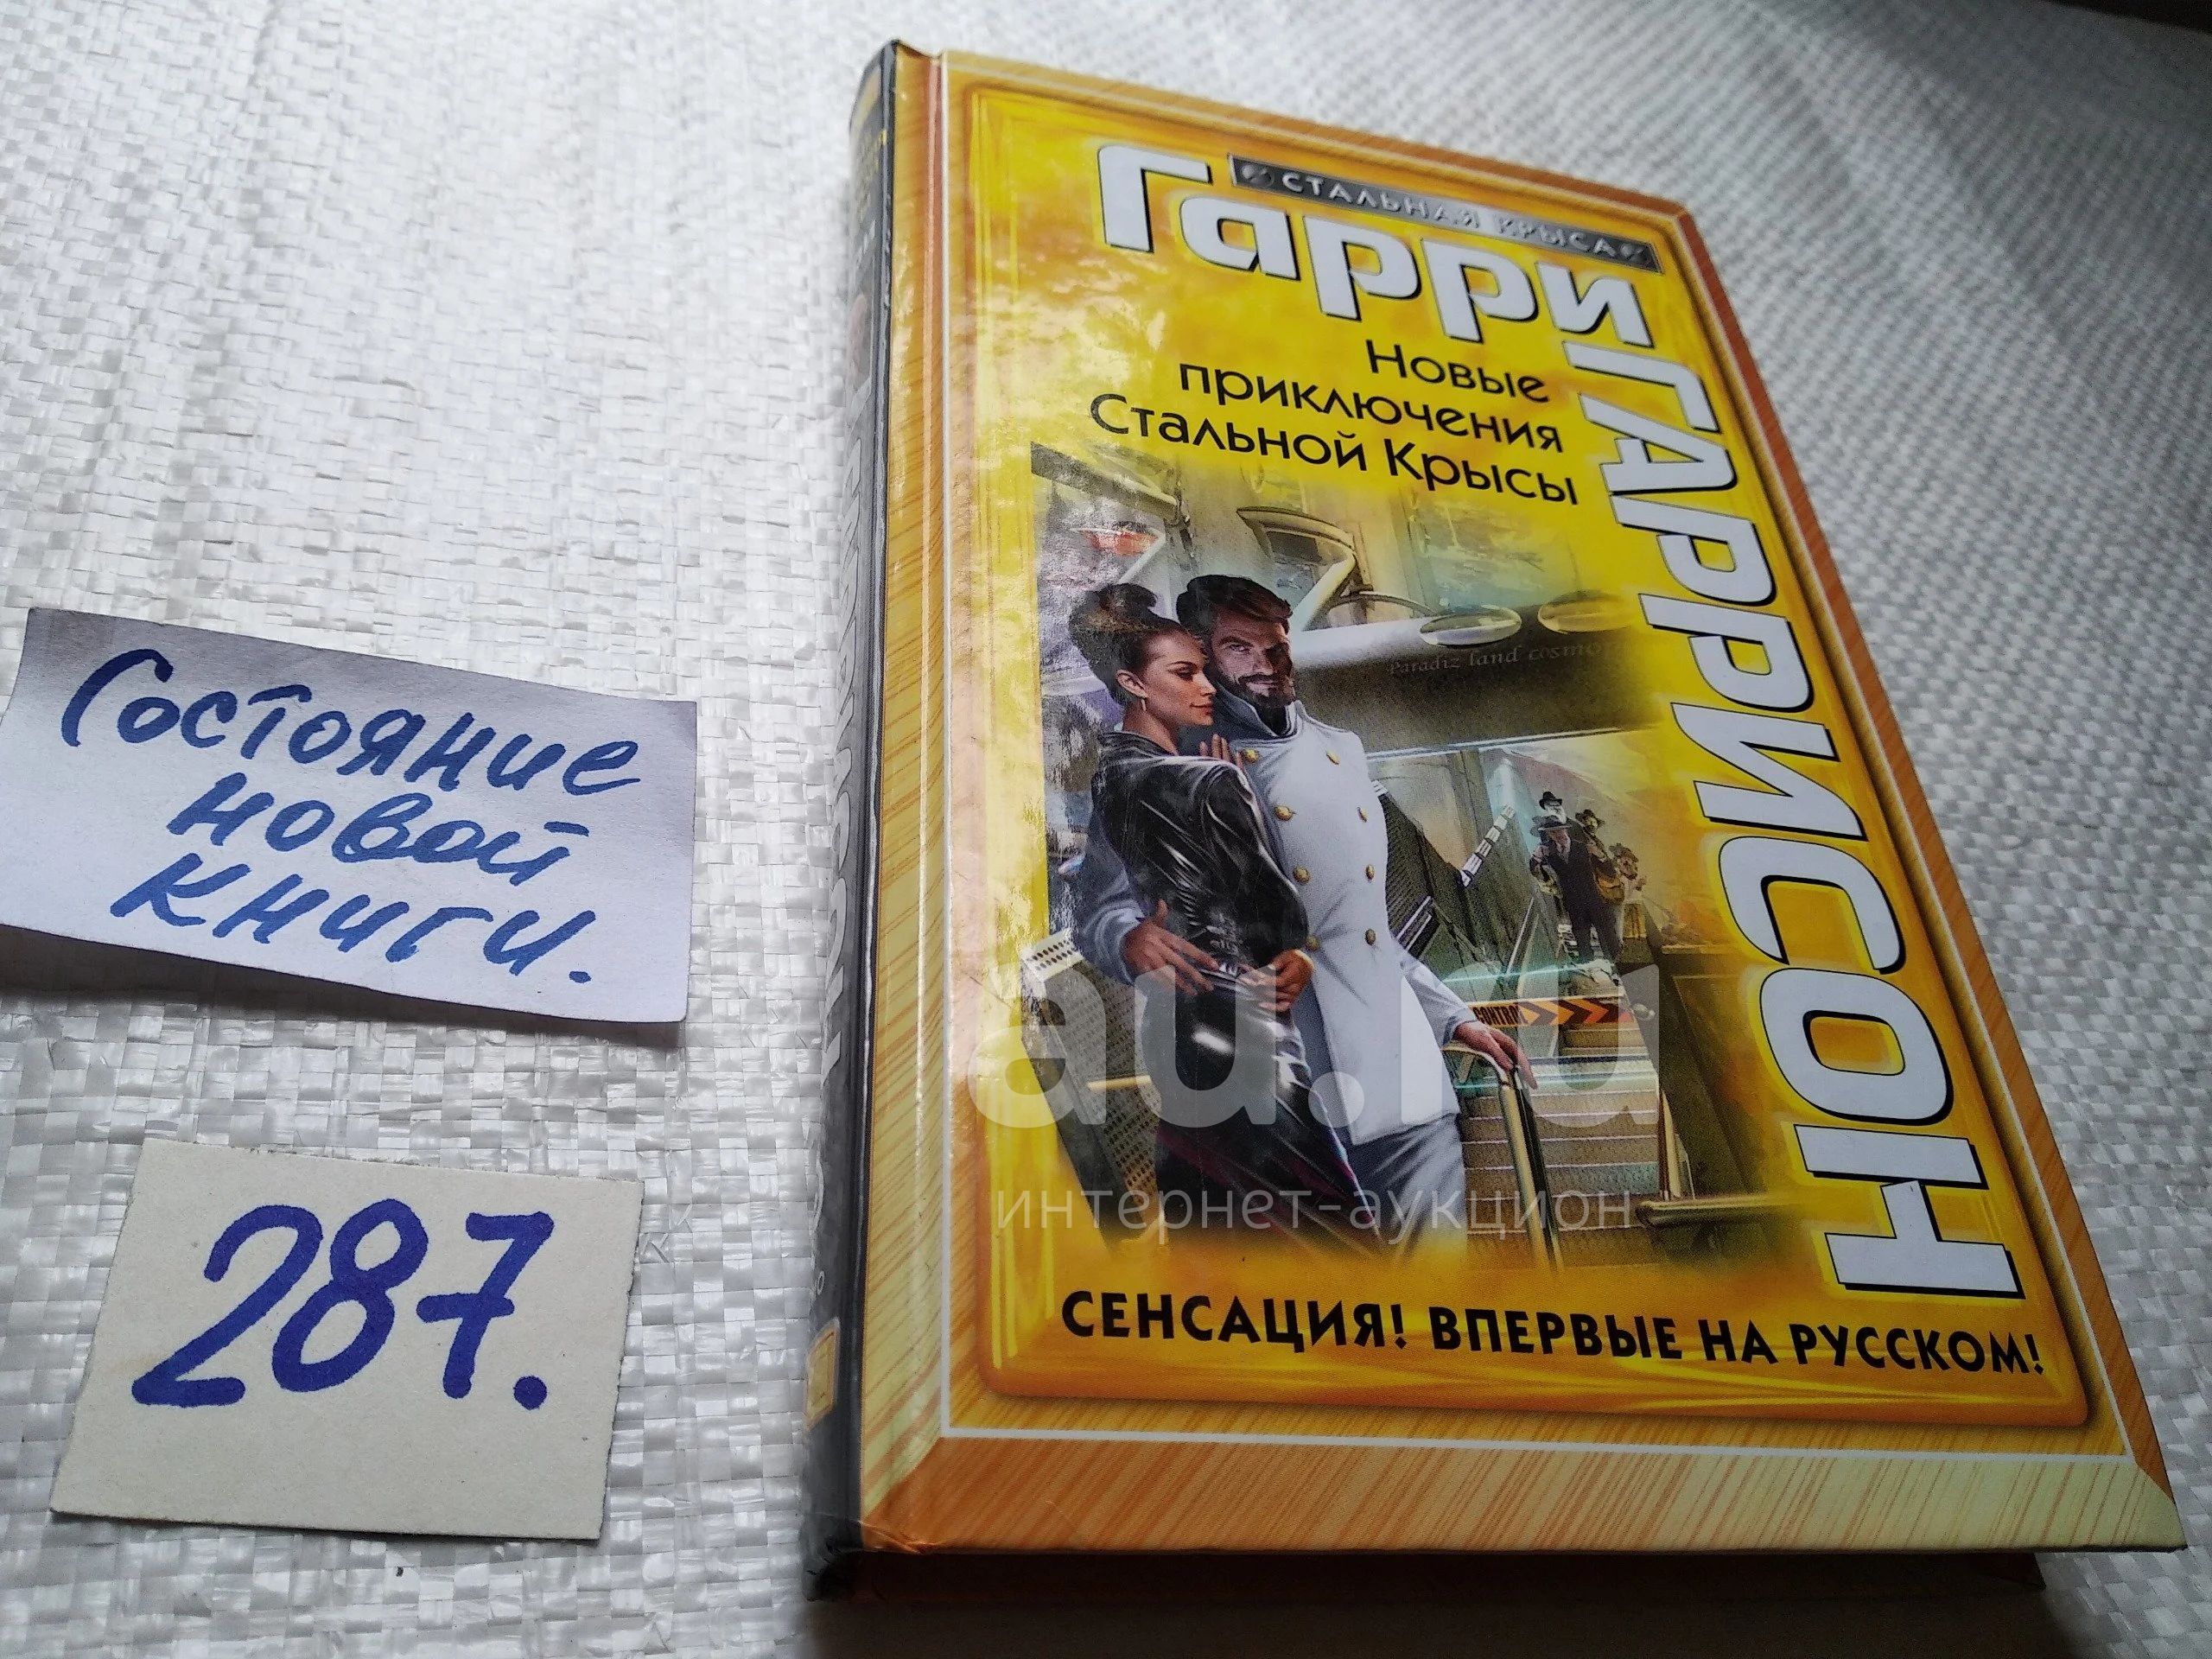 СТАЛЬНАЯ КРЫСА
Гарри
ГАРРИСОН
Новые
приключения
Стальной Крысы
Paradiz land cosmo
CONTROL
СЕНСАЦИЯ! ВПЕРВЫЕ НА РУССКОМ!
Состояние
новой
книги.
287.
au.ru
интернет-аукцион